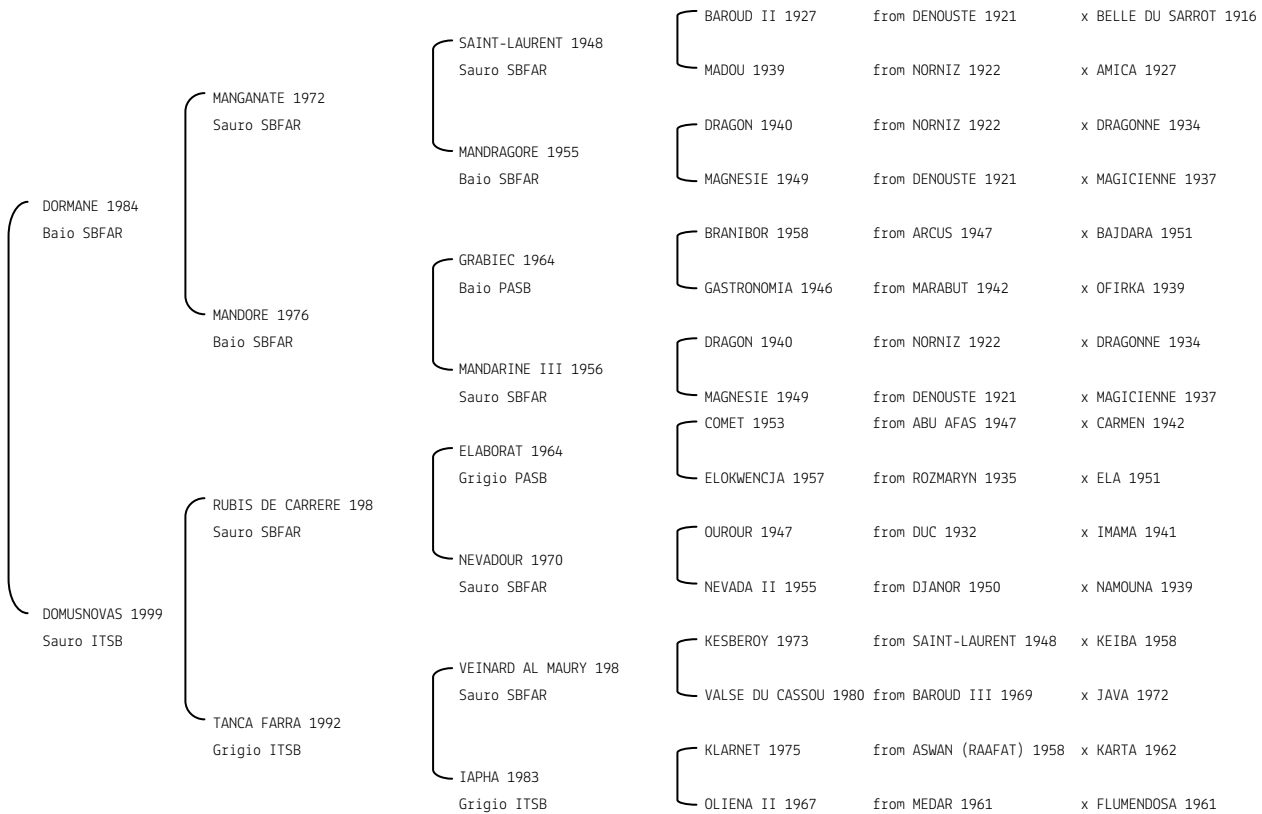 BAROUD II 1927 from DENOUSTE 1921 x BELLE DU SARROT 1916
SAINT-LAURENT 1948
Sauro SBFAR
MADOU 1939 from NORNIZ 1922 x AMICA 1927
MANGANATE 1972
Sauro SBFAR
DRAGON 1940 from NORNIZ 1922 x DRAGONNE 1934
MANDRAGORE 1955
Baio SBFAR
MAGNESIE 1949 from DENOUSTE 1921 x MAGICIENNE 1937
DORMANE 1984
Baio SBFAR
BRANIBOR 1958 from ARCUS 1947 x BAJDARA 1951
GRABIEC 1964
Baio PASB
GASTRONOMIA 1946 from MARABUT 1942 x OFIRKA 1939
MANDORE 1976
Baio SBFAR
DRAGON 1940 from NORNIZ 1922 x DRAGONNE 1934
MANDARINE III 1956
Sauro SBFAR
MAGNESIE 1949 from DENOUSTE 1921 x MAGICIENNE 1937
COMET 1953 from ABU AFAS 1947 x CARMEN 1942
ELABORAT 1964
Grigio PASB
ELOKWENCJA 1957 from ROZMARYN 1935 x ELA 1951
RUBIS DE CARRERE 198
Sauro SBFAR
OUROUR 1947 from DUC 1932 x IMAMA 1941
NEVADOUR 1970
Sauro SBFAR
NEVADA II 1955 from DJANOR 1950 x NAMOUNA 1939
DOMUSNOVAS 1999
Sauro ITSB
KESBEROY 1973 from SAINT-LAURENT 1948 x KEIBA 1958
VEINARD AL MAURY 198
Sauro SBFAR
VALSE DU CASSOU 1980 from BAROUD III 1969 x JAVA 1972
TANCA FARRA 1992
Grigio ITSB
KLARNET 1975 from ASWAN (RAAFAT) 1958 x KARTA 1962
IAPHA 1983
Grigio ITSB
OLIENA II 1967 from MEDAR 1961 x FLUMENDOSA 1961